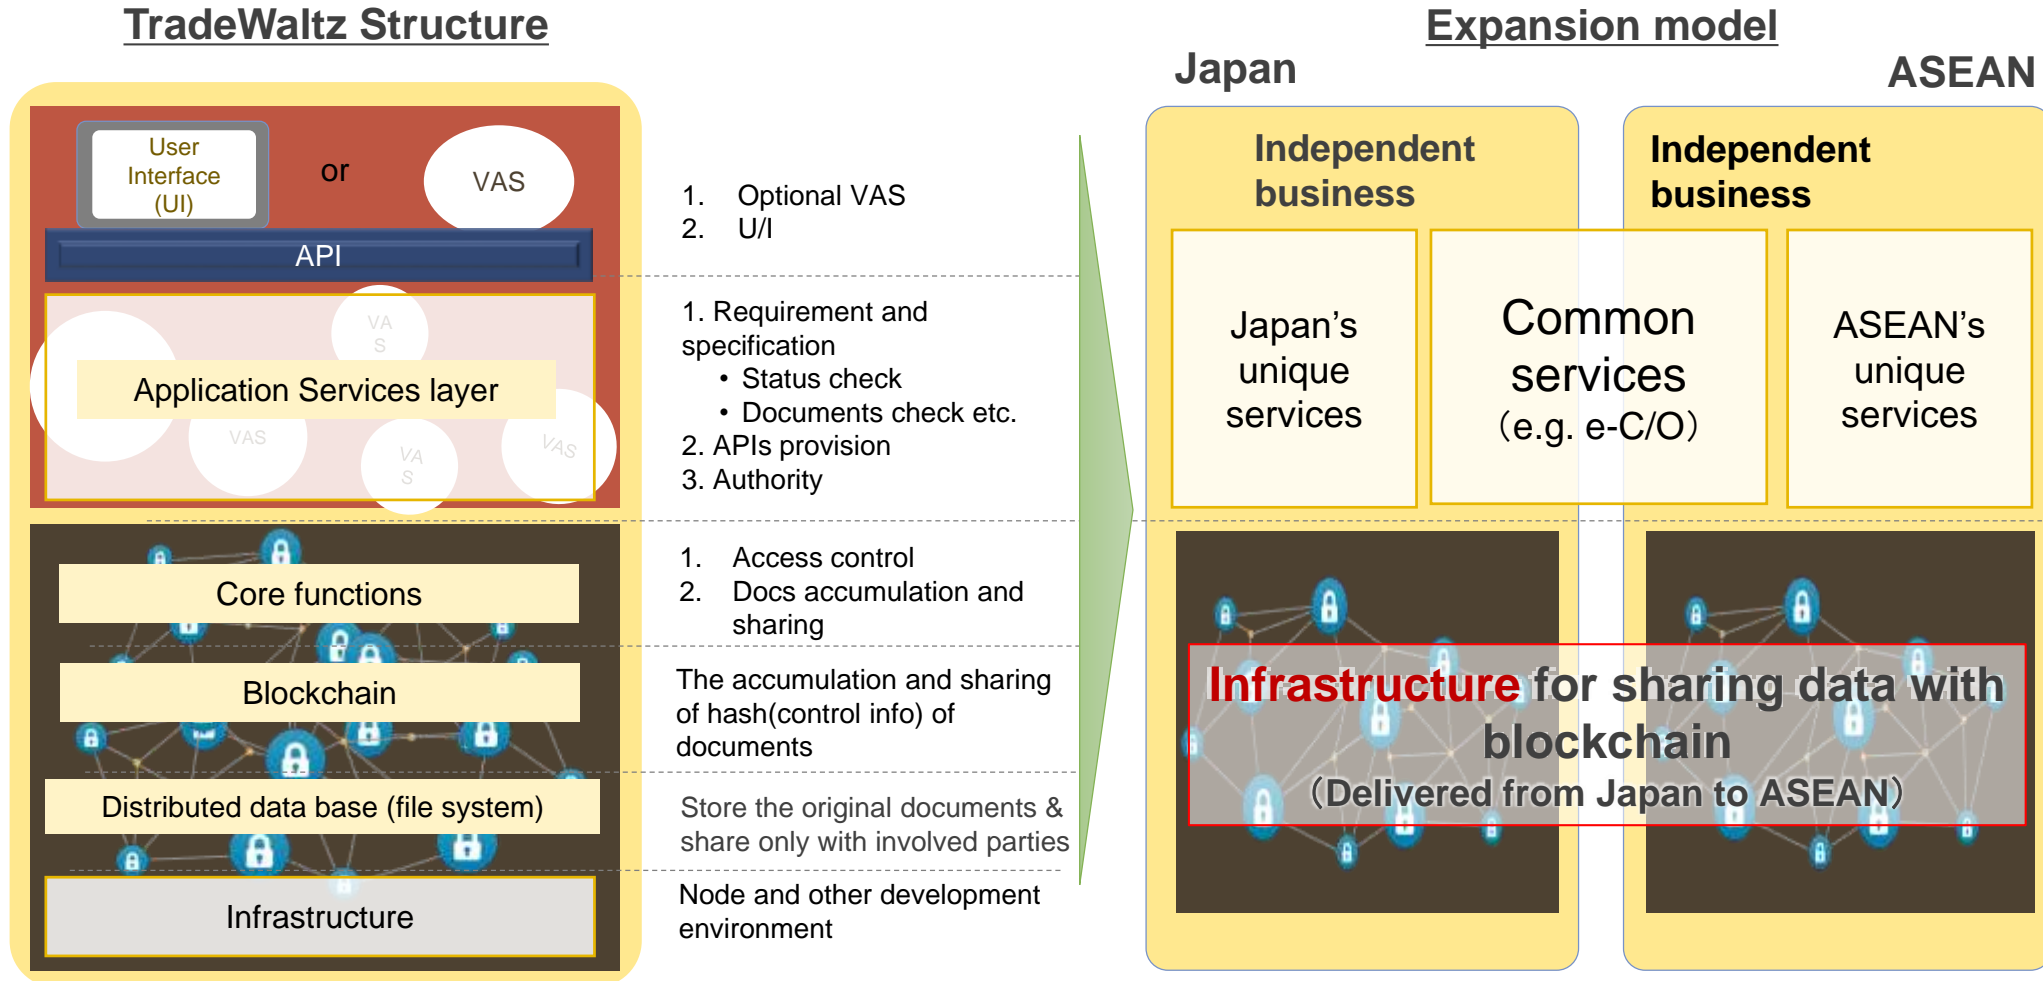 TradeWaltz Structure
User
Interface
(UI)
or
VAS
API
VA
S
Application Services layer
VAS
VA
S
VAS
Core functions
Blockchain
Distributed data base (file system)
Infrastructure
1. Optional VAS
2. U/I
1. Requirement and
specification
• Status check
• Documents check etc.
2. APIs provision
3. Authority
1. Access control
2. Docs accumulation and
sharing
The accumulation and sharing
of hash(control info) of
documents
Store the original documents &
share only with involved parties
Node and other development
environment
Expansion model
Japan
ASEAN
Independent
business
Independent
business
Japan’s
unique
services
Common
services
（e.g. e-C/O）
ASEAN’s
unique
services
Infrastructure for sharing data with
blockchain
（Delivered from Japan to ASEAN）